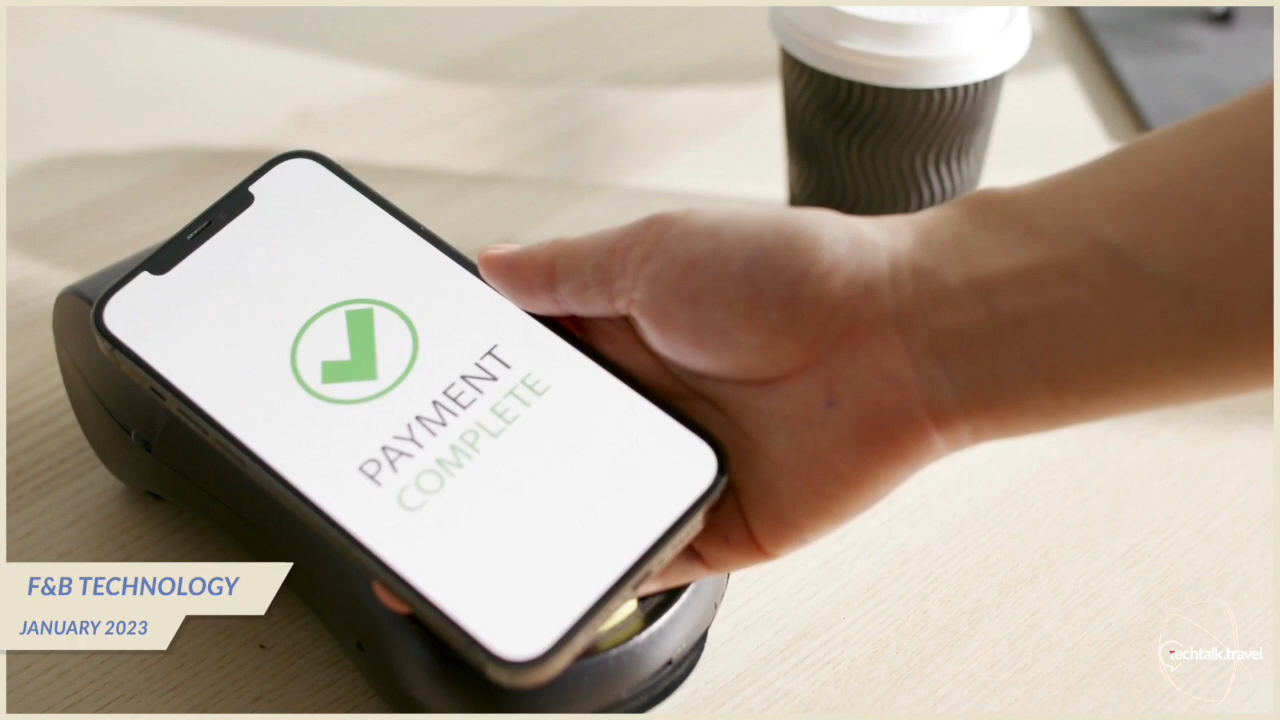 PAYMENT
COMPLETE
F&B TECHNOLOGY
JANUARY 2023
techtalk.travel